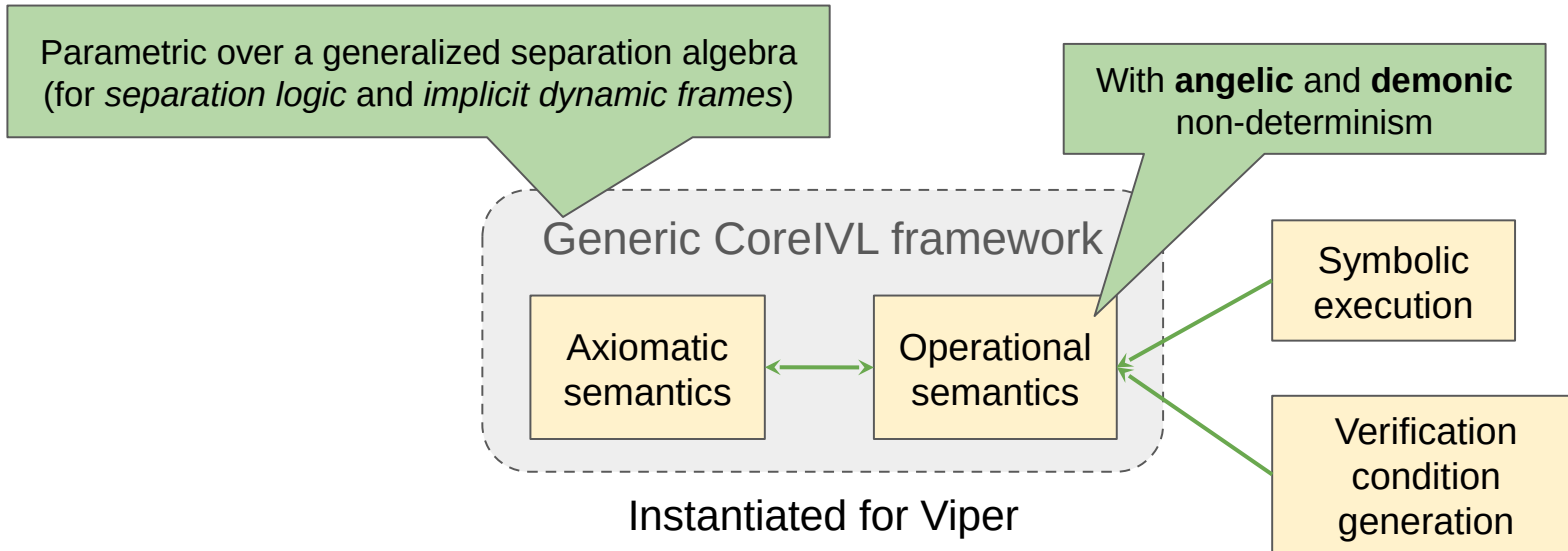 Parametric over a generalized separation algebra
(for separation logic and implicit dynamic frames)
With angelic and demonic
non-determinism
Generic CoreIVL framework
Symbolic
execution
Axiomatic
semantics
Operational
semantics
Verification
condition
generation
Instantiated for Viper